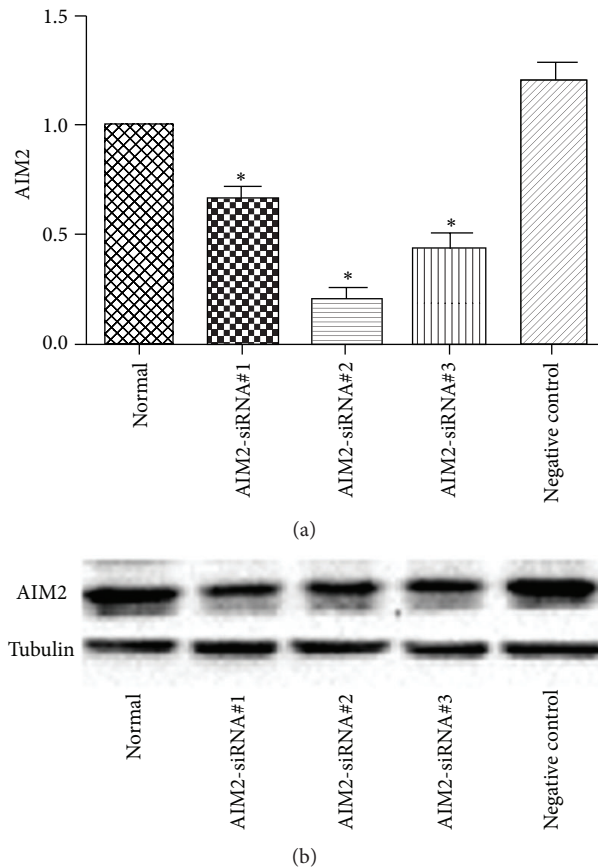 1.5
1.0
0.5
0.0
AIM2
* * *
Normal
AIM2-siRNA#1
AIM2-siRNA#2
AIM2-siRNA#3
Negative control
(a)
AIM2
Tubulin
Normal
AIM2-siRNA#1
AIM2-siRNA#2
AIM2-siRNA#3
Negative control
(b)